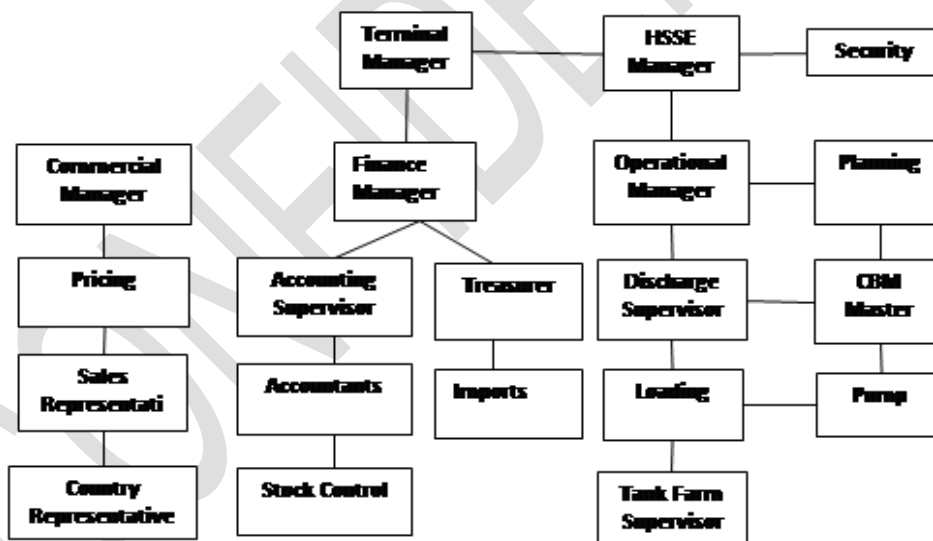 Terminal
Manager
HSSE
Manager
Security
Commercial
Manager
Finance
Manager
Operational
Manager
Planning
Pricing
Accounting
Supervisor
Treasurer
Discharge
Supervisor
CBM
Master
Sales
Representati
Accountants
Imports
Loading
Pump
Country
Representative
Stock Control
Tank Farm
Supervisor